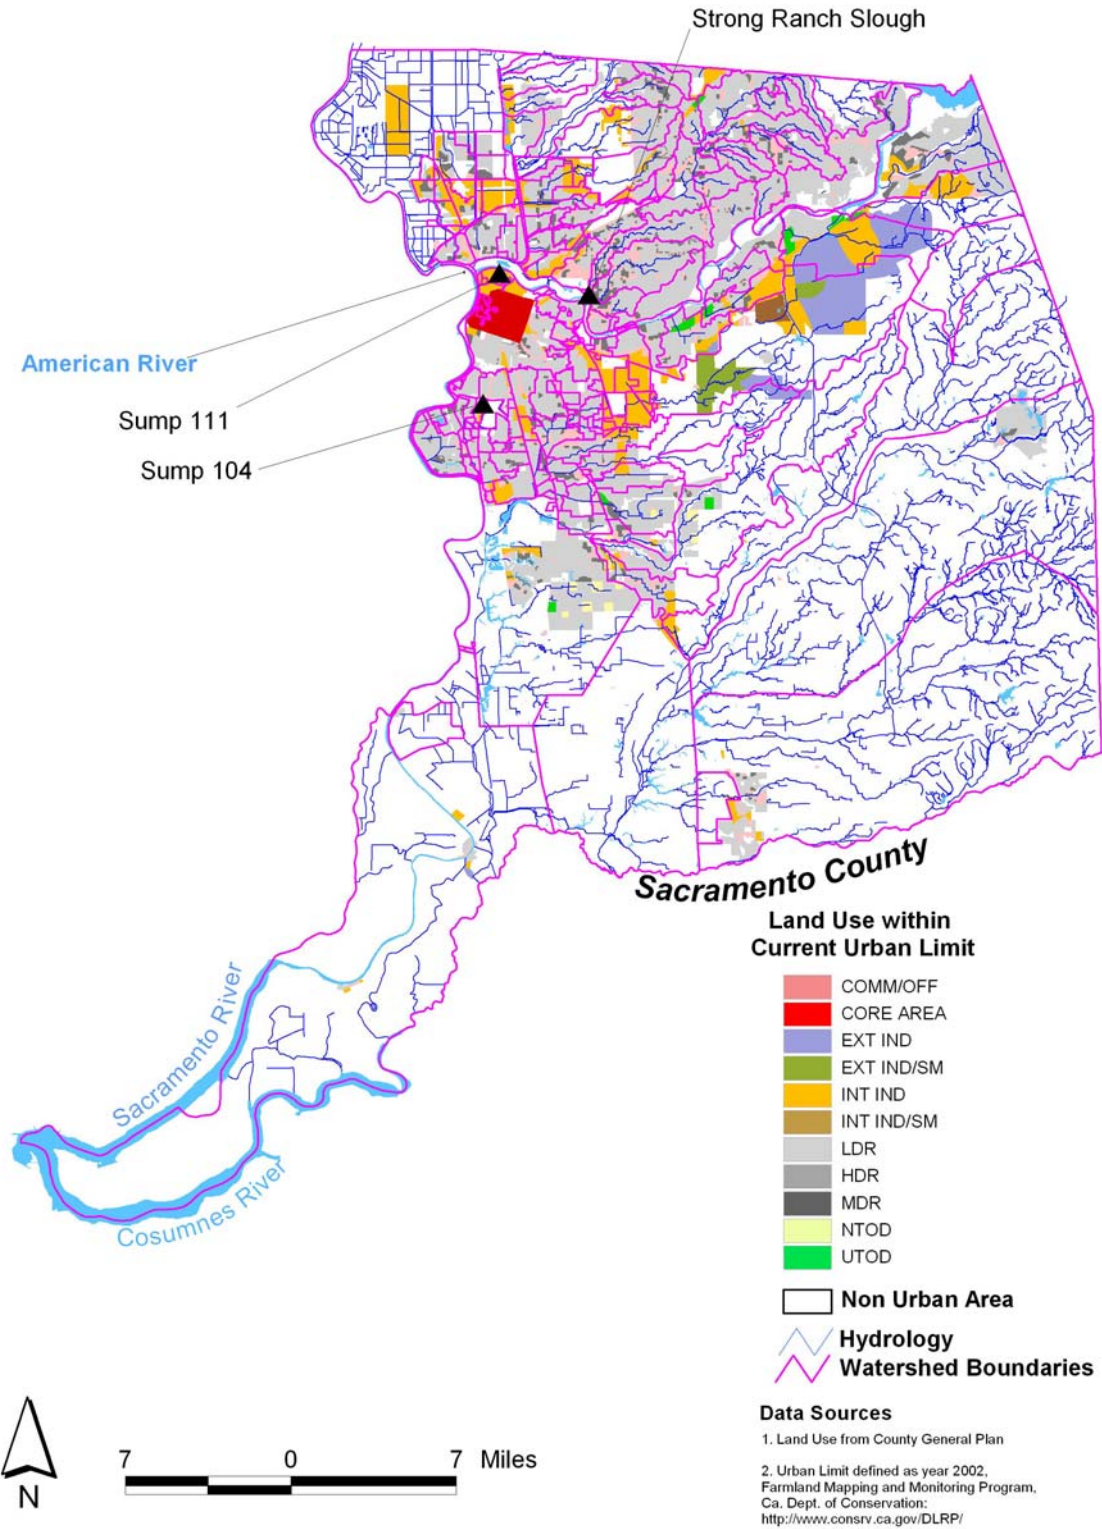 Strong Ranch Slough
American River
Sump 111
Sump 104
Sacramento County
Sacramento River
Cosumnes River
Land Use within
Current Urban Limit
COMM/OFF
CORE AREA
EXT IND
EXT IND/SM
INT IND
INT IND/SM
LDR
HDR
MDR
NTOD
UTOD
Non Urban Area
Hydrology
Watershed Boundaries
Data Sources
1. Land Use from County General Plan
2. Urban Limit defined as year 2002,
Farmland Mapping and Monitoring Program,
Ca. Dept. of Conservation:
http://www.consrv.ca.gov/DLRP/
7 0 7 Miles
N